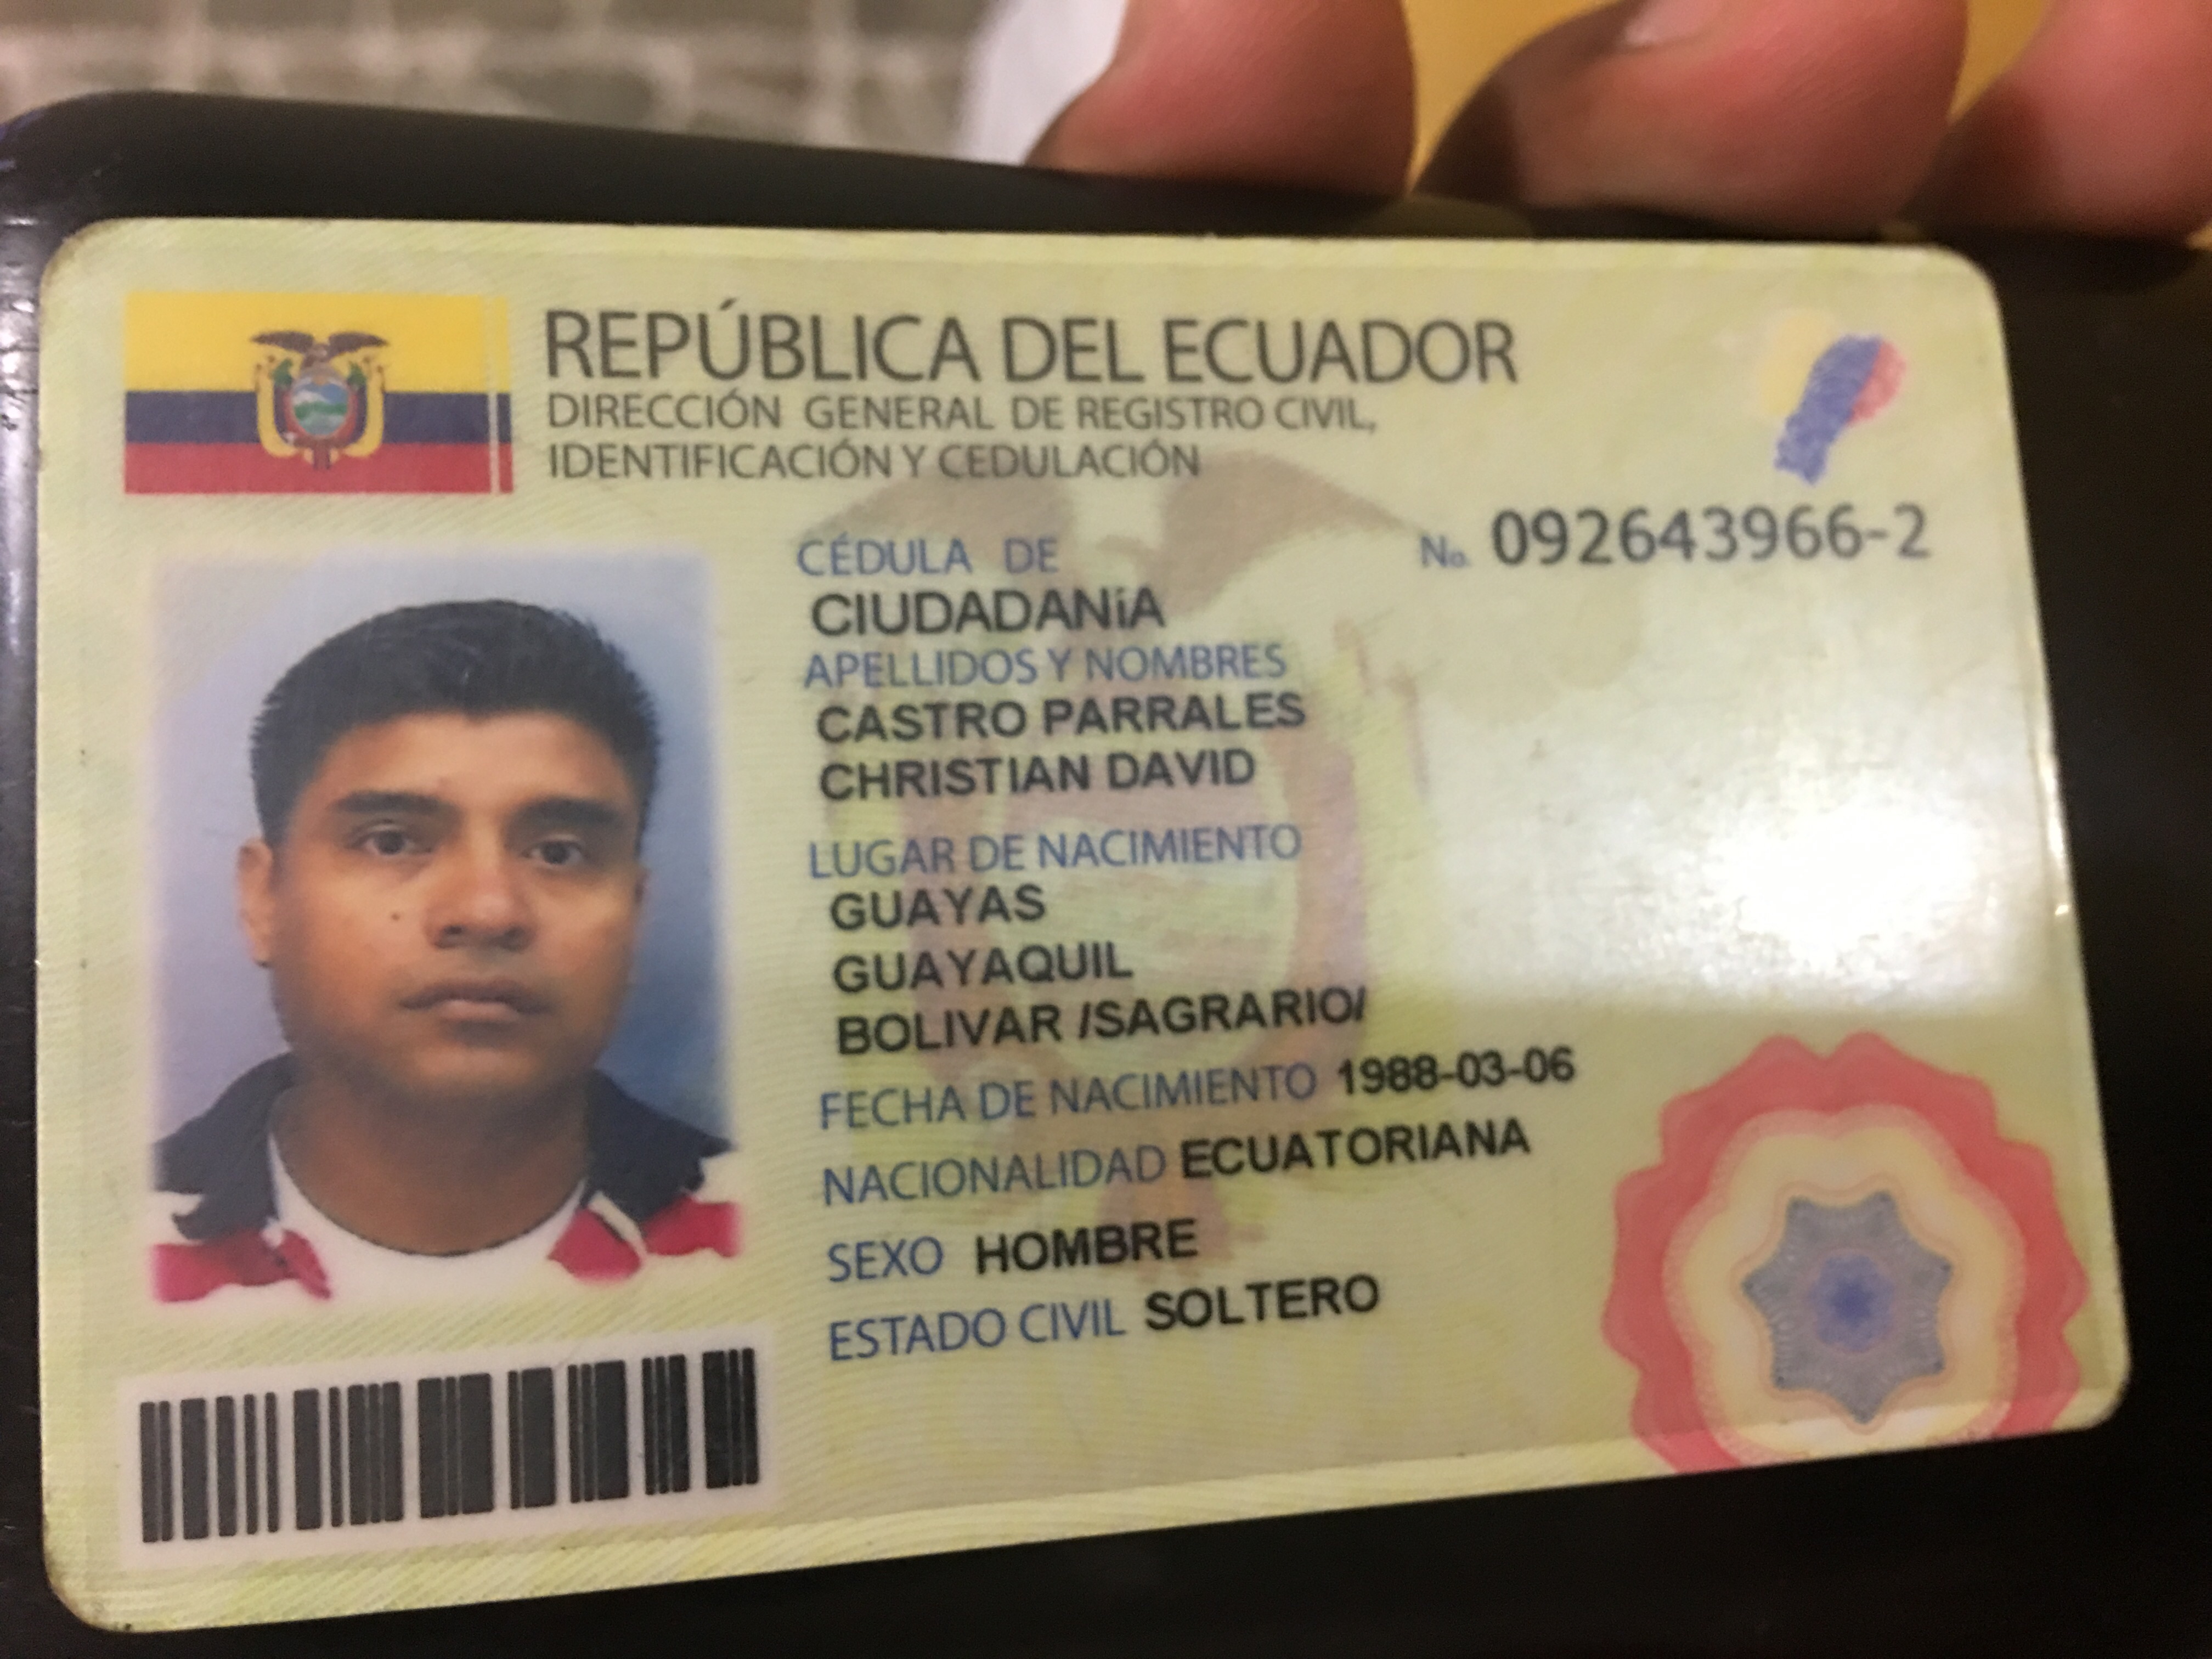 REPÚBLICA DEL ECUADOR
DIRECCIÓN GENERAL DE REGISTRO CIVIL,
IDENTIFICACIÓN Y CEDULACIÓN
CÉDULA DE
No. 092643966-2
CIUDADANíA
APELLIDOS Y NOMBRES
CASTRO PARRALES
CHRISTIAN DAVID
LUGAR DE NACIMIENTO
GUAYAS
GUAYAQUIL
BOLIVAR /SAGRARIO/
FECHA DE NACIMIENTO 1988-03-06
NACIONALIDAD ECUATORIANA
SEXO HOMBRE
ESTADO CIVIL SOLTERO